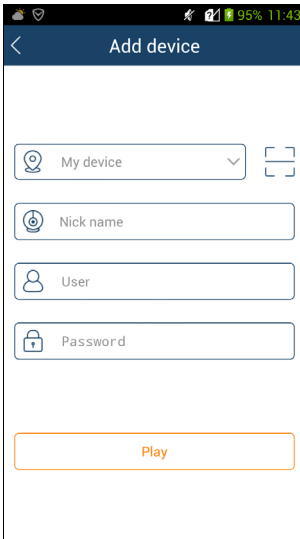 95% 11:43
Add device
My device
Nick name
User
Password
Play